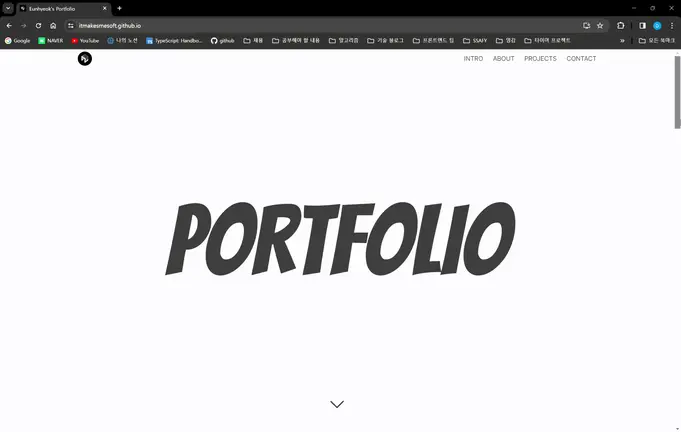 Eunhyeok's Portfolio
itmakesmesoft.github.io
Google NAVER YouTube 나의 노션 TypeScript: Handbo... github 채용 공부해야 할 내용 알고리즘 기술 블로그 프론트엔드 팁 SSAFY 영감 타이머 프로젝트 » 모든 북마크
INTRO ABOUT PROJECTS CONTACT
PORTFOLIO